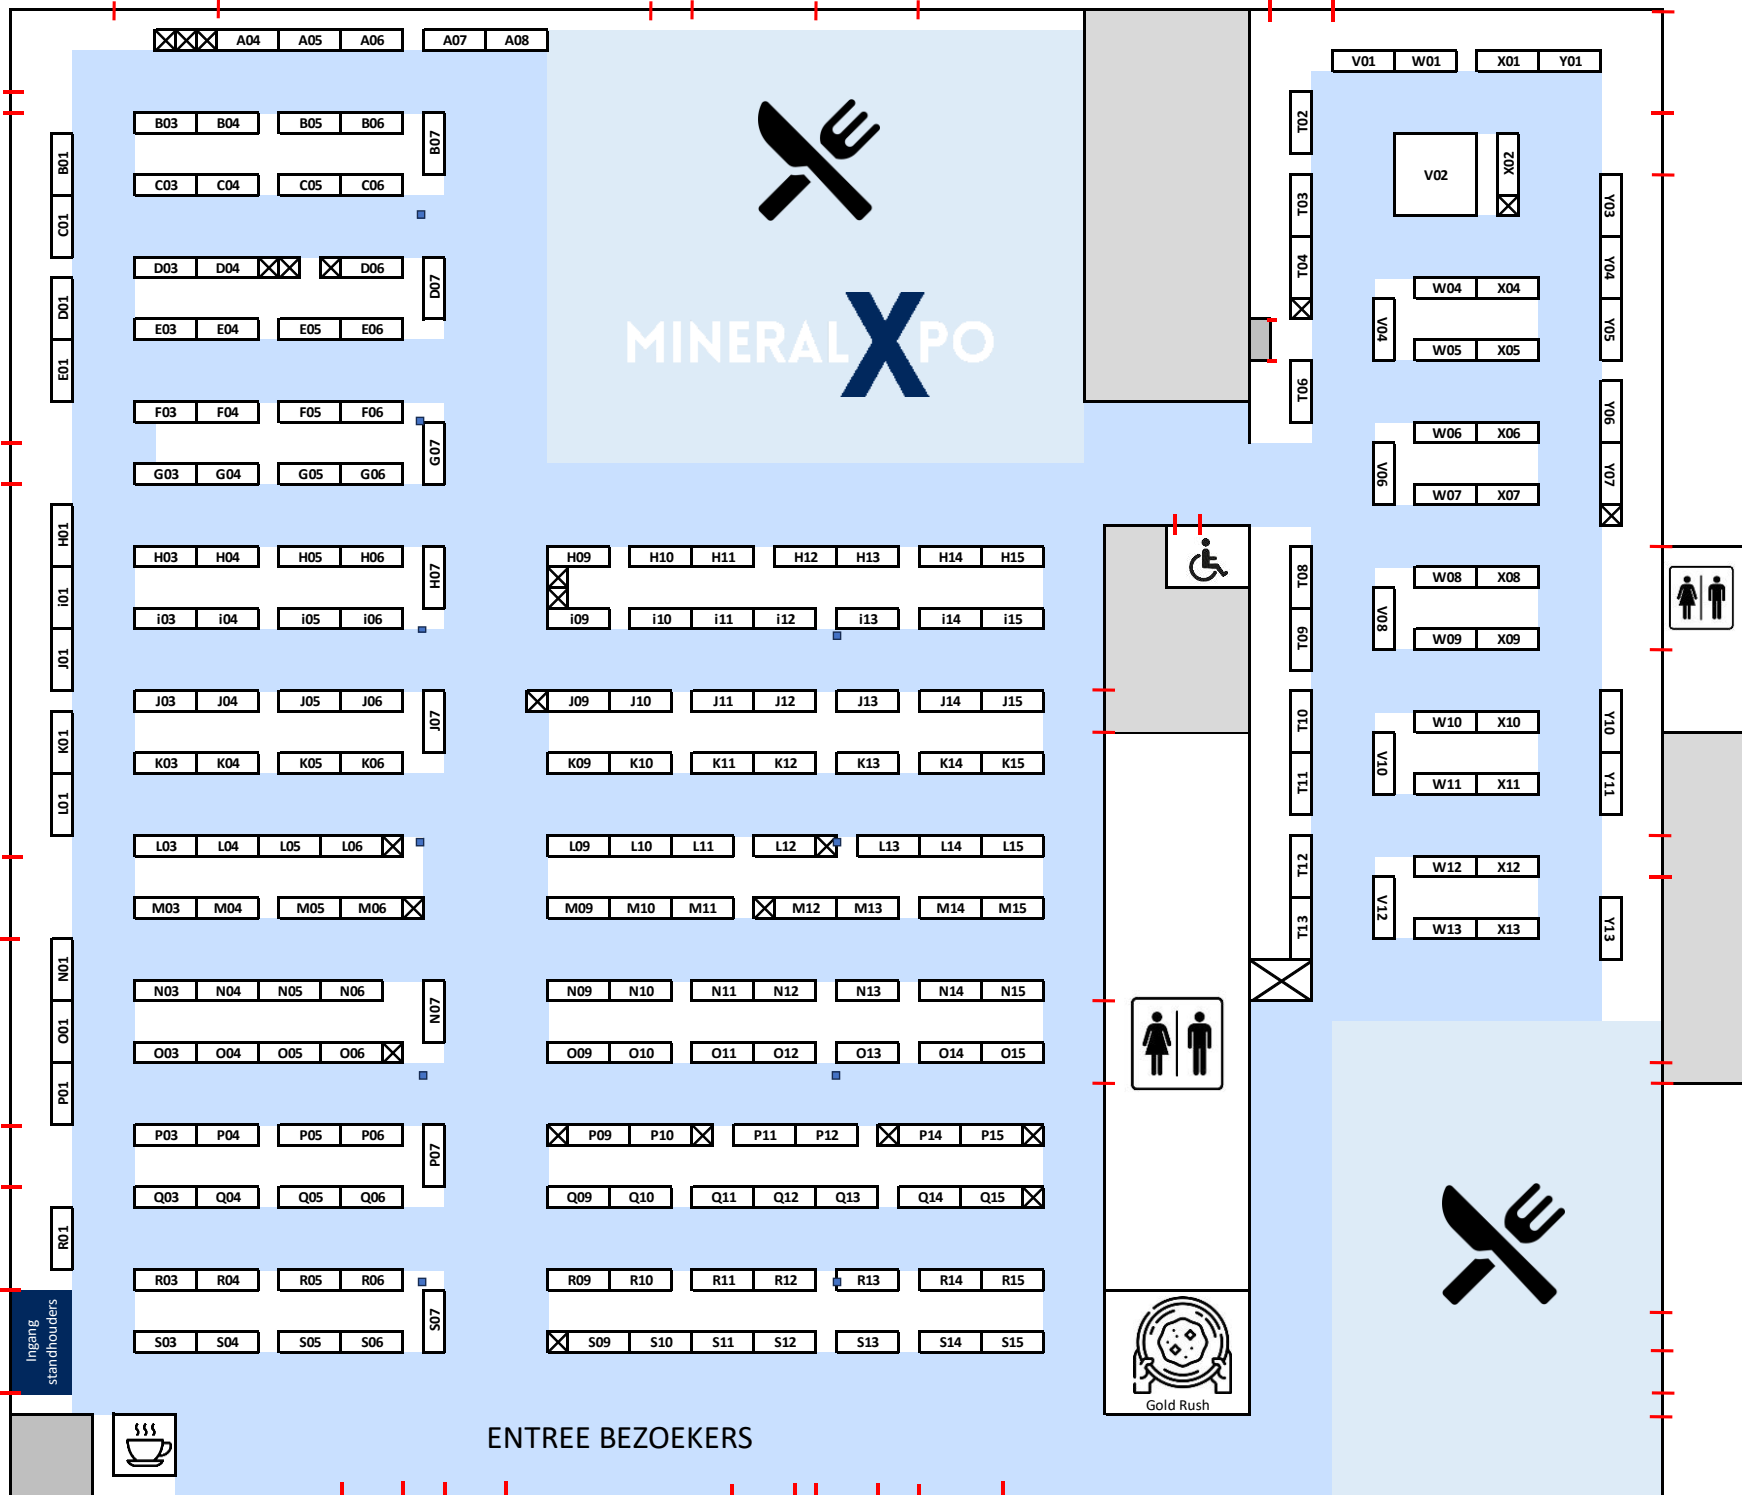 A04 A05 A06 A07 A08
V01 W01 X01 Y01
B03 B04 B05 B06 B07
T02
B01
C03 C04 C05 C06
V02 X02
C01
T03 Y03
D03 D04 D06 D07
T04 Y04
D01
W04 X04
E03 E04 E05 E06
V04 Y05
MINERALXPO
E01
W05 X05
T06
F03 F04 F05 F06
Y06
G07
W06 X06
G03 G04 G05 G06
V06 Y07
W07 X07
H01
H03 H04 H05 H06 H07
H09 H10 H11 H12 H13 H14 H15
T08
W08 X08
i01
i03 i04 i05 i06
i09 i10 i11 i12 i13 i14 i15
V08
T09
W09 X09
J01
J03 J04 J05 J06 J07
J09 J10 J11 J12 J13 J14 J15
T10
W10 X10
Y10
K01
K03 K04 K05 K06
K09 K10 K11 K12 K13 K14 K15
V10
T11
W11 X11
Y11
L01
L03 L04 L05 L06
L09 L10 L11 L12 L13 L14 L15
T12
W12 X12
M03 M04 M05 M06
M09 M10 M11 M12 M13 M14 M15
V12
T13
W13 X13
Y13
N01
N03 N04 N05 N06 N07
N09 N10 N11 N12 N13 N14 N15
O01
O03 O04 O05 O06
O09 O10 O11 O12 O13 O14 O15
P01
P03 P04 P05 P06 P07
P09 P10 P11 P12 P14 P15
Q03 Q04 Q05 Q06
Q09 Q10 Q11 Q12 Q13 Q14 Q15
R01
R03 R04 R05 R06
R09 R10 R11 R12 R13 R14 R15
S07
Ingang
standhouders
S03 S04 S05 S06
S09 S10 S11 S12 S13 S14 S15
Gold Rush
ENTREE BEZOEKERS